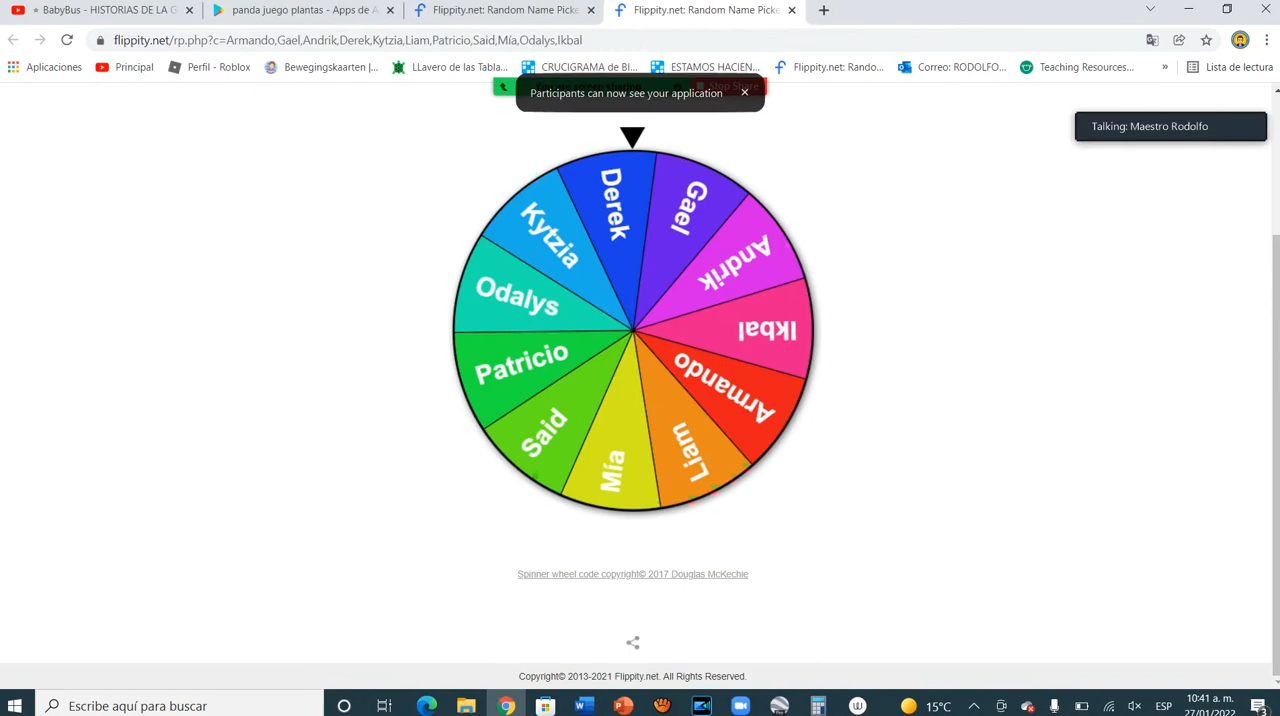 BabyBus - HISTORIAS DE LA G
panda juego plantas - Apps de A
Flippity.net: Random Name Picke
Flippity.net: Random Name Picke
flippity.net/rp.php?c=Armando,Gael,Andrik,Derek,Kytzia,Liam,Patricio,Said,Mía,Odalys,Ikbal
Aplicaciones
Principal
Perfil - Roblox
Bewegingskaarten |...
LLavero de las Tabla...
CRUCIGRAMA de BI...
ESTAMOS HACIEN...
Flippity.net: Rando...
Correo: RODOLFO...
Teaching Resources...
»
Lista de lectura
Stop Share
Participants can now see your application
Talking: Maestro Rodolfo
Derek
Gael
Andrik
Ikbal
Armando
Liam
Mía
Said
Patricio
Odalys
Kytzia
Spinner wheel code copyright© 2017 Douglas McKechie
Copyright© 2013-2021 Flippity.net. All Rights Reserved.
Escribe aquí para buscar
15°C
ESP
10:41 a. m.
27/01/2022
3